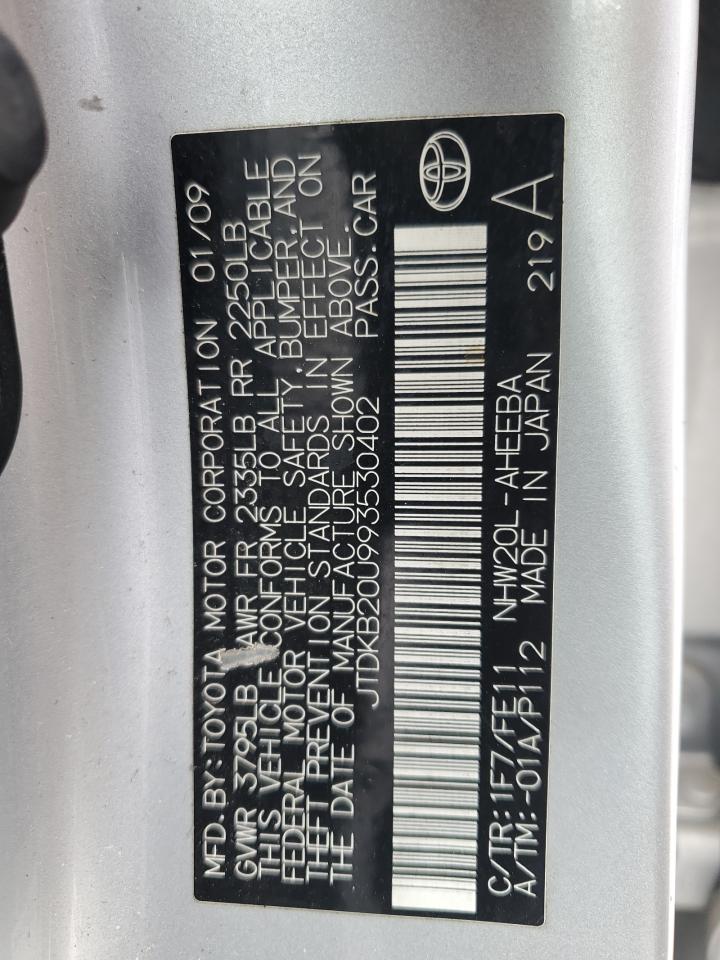 MFD.BY:TOYOTA MOTOR CORPORATION 01/09
GVWR 3795LB GAWR FR 2335LB RR 2250LB
THIS VEHICLE CONFORMS TO ALL APPLICABLE
FEDERAL MOTOR VEHICLE SAFETY,BUMPER,AND
THEFT PREVENTION STANDARDS IN EFFECT ON
THE DATE OF MANUFACTURE SHOWN ABOVE.
JTDKB20U993530402 PASS.CAR
C/TR:1F7/FE11 NHW20L-AHEEBA 219 A
A/TM:-01A/P112 MADE IN JAPAN